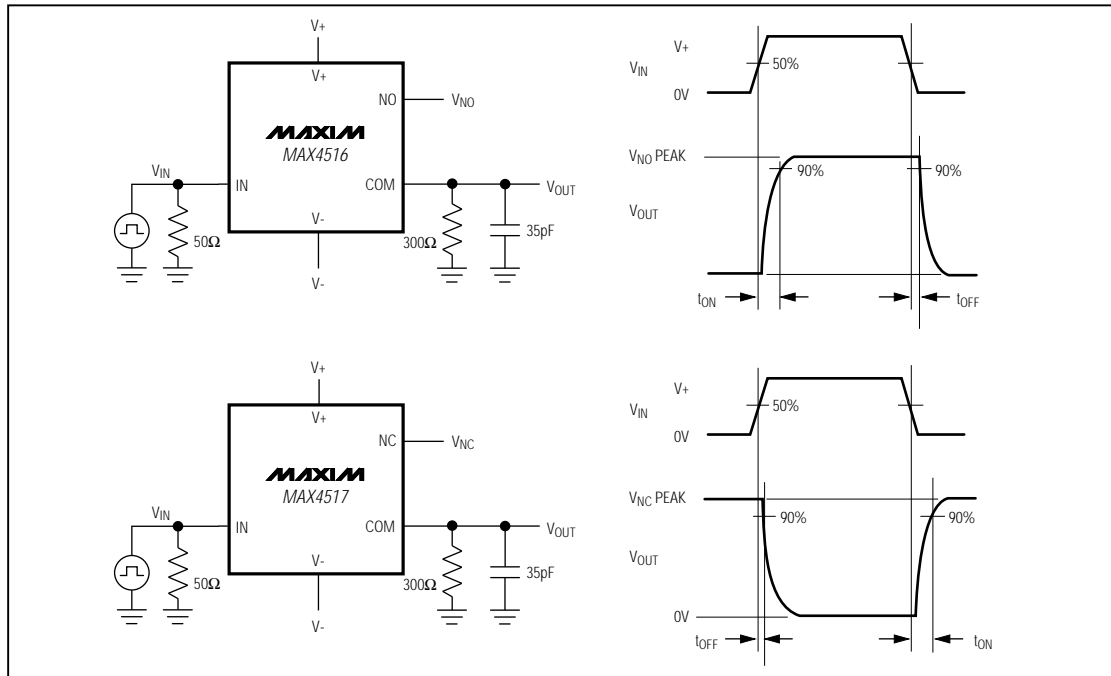 V+
V+
NO
VNO
MAXIM
MAX4516
VIN
IN
COM
VOUT
V-
50Ω
300Ω
35pF
V-
V+
VIN
50%
0V
VNO PEAK
90%
90%
VOUT
tON
tOFF
V+
V+
NC
VNC
MAXIM
MAX4517
VIN
IN
COM
VOUT
V-
50Ω
300Ω
35pF
V-
V+
VIN
50%
0V
VNC PEAK
90%
90%
VOUT
0V
tOFF
tON